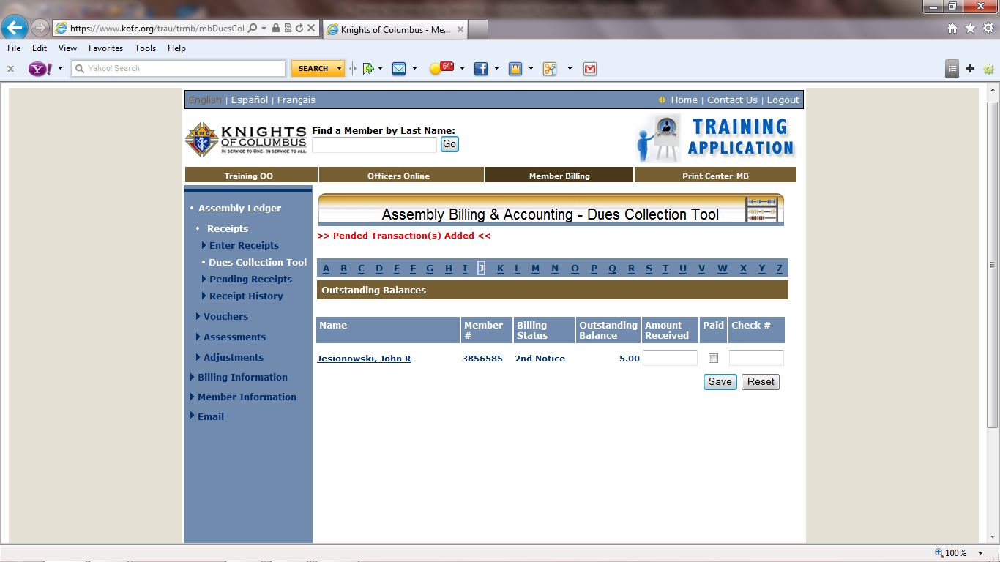 https://www.kofc.org/trau/trmb/mbDuesCol
Knights of Columbus - Me...
File Edit View Favorites Tools Help
Yahoo! Search
SEARCH
64°
English | Español | Français
Home | Contact Us | Logout
KNIGHTS
OF COLUMBUS
IN SERVICE TO ONE. IN SERVICE TO ALL.
Find a Member by Last Name:
Go
TRAINING
APPLICATION
Training OO
Officers Online
Member Billing
Print Center-MB
Assembly Ledger
Receipts
Enter Receipts
Dues Collection Tool
Pending Receipts
Receipt History
Vouchers
Assessments
Adjustments
Billing Information
Member Information
Email
Assembly Billing & Accounting - Dues Collection Tool
>> Pended Transaction(s) Added <<
A B C D E F G H I J K L M N O P Q R S T U V W X Y Z
Outstanding Balances
Name Member # Billing Status Outstanding Balance Amount Received Paid Check #
Jesionowski, John R 3856585 2nd Notice 5.00
Save Reset
100%